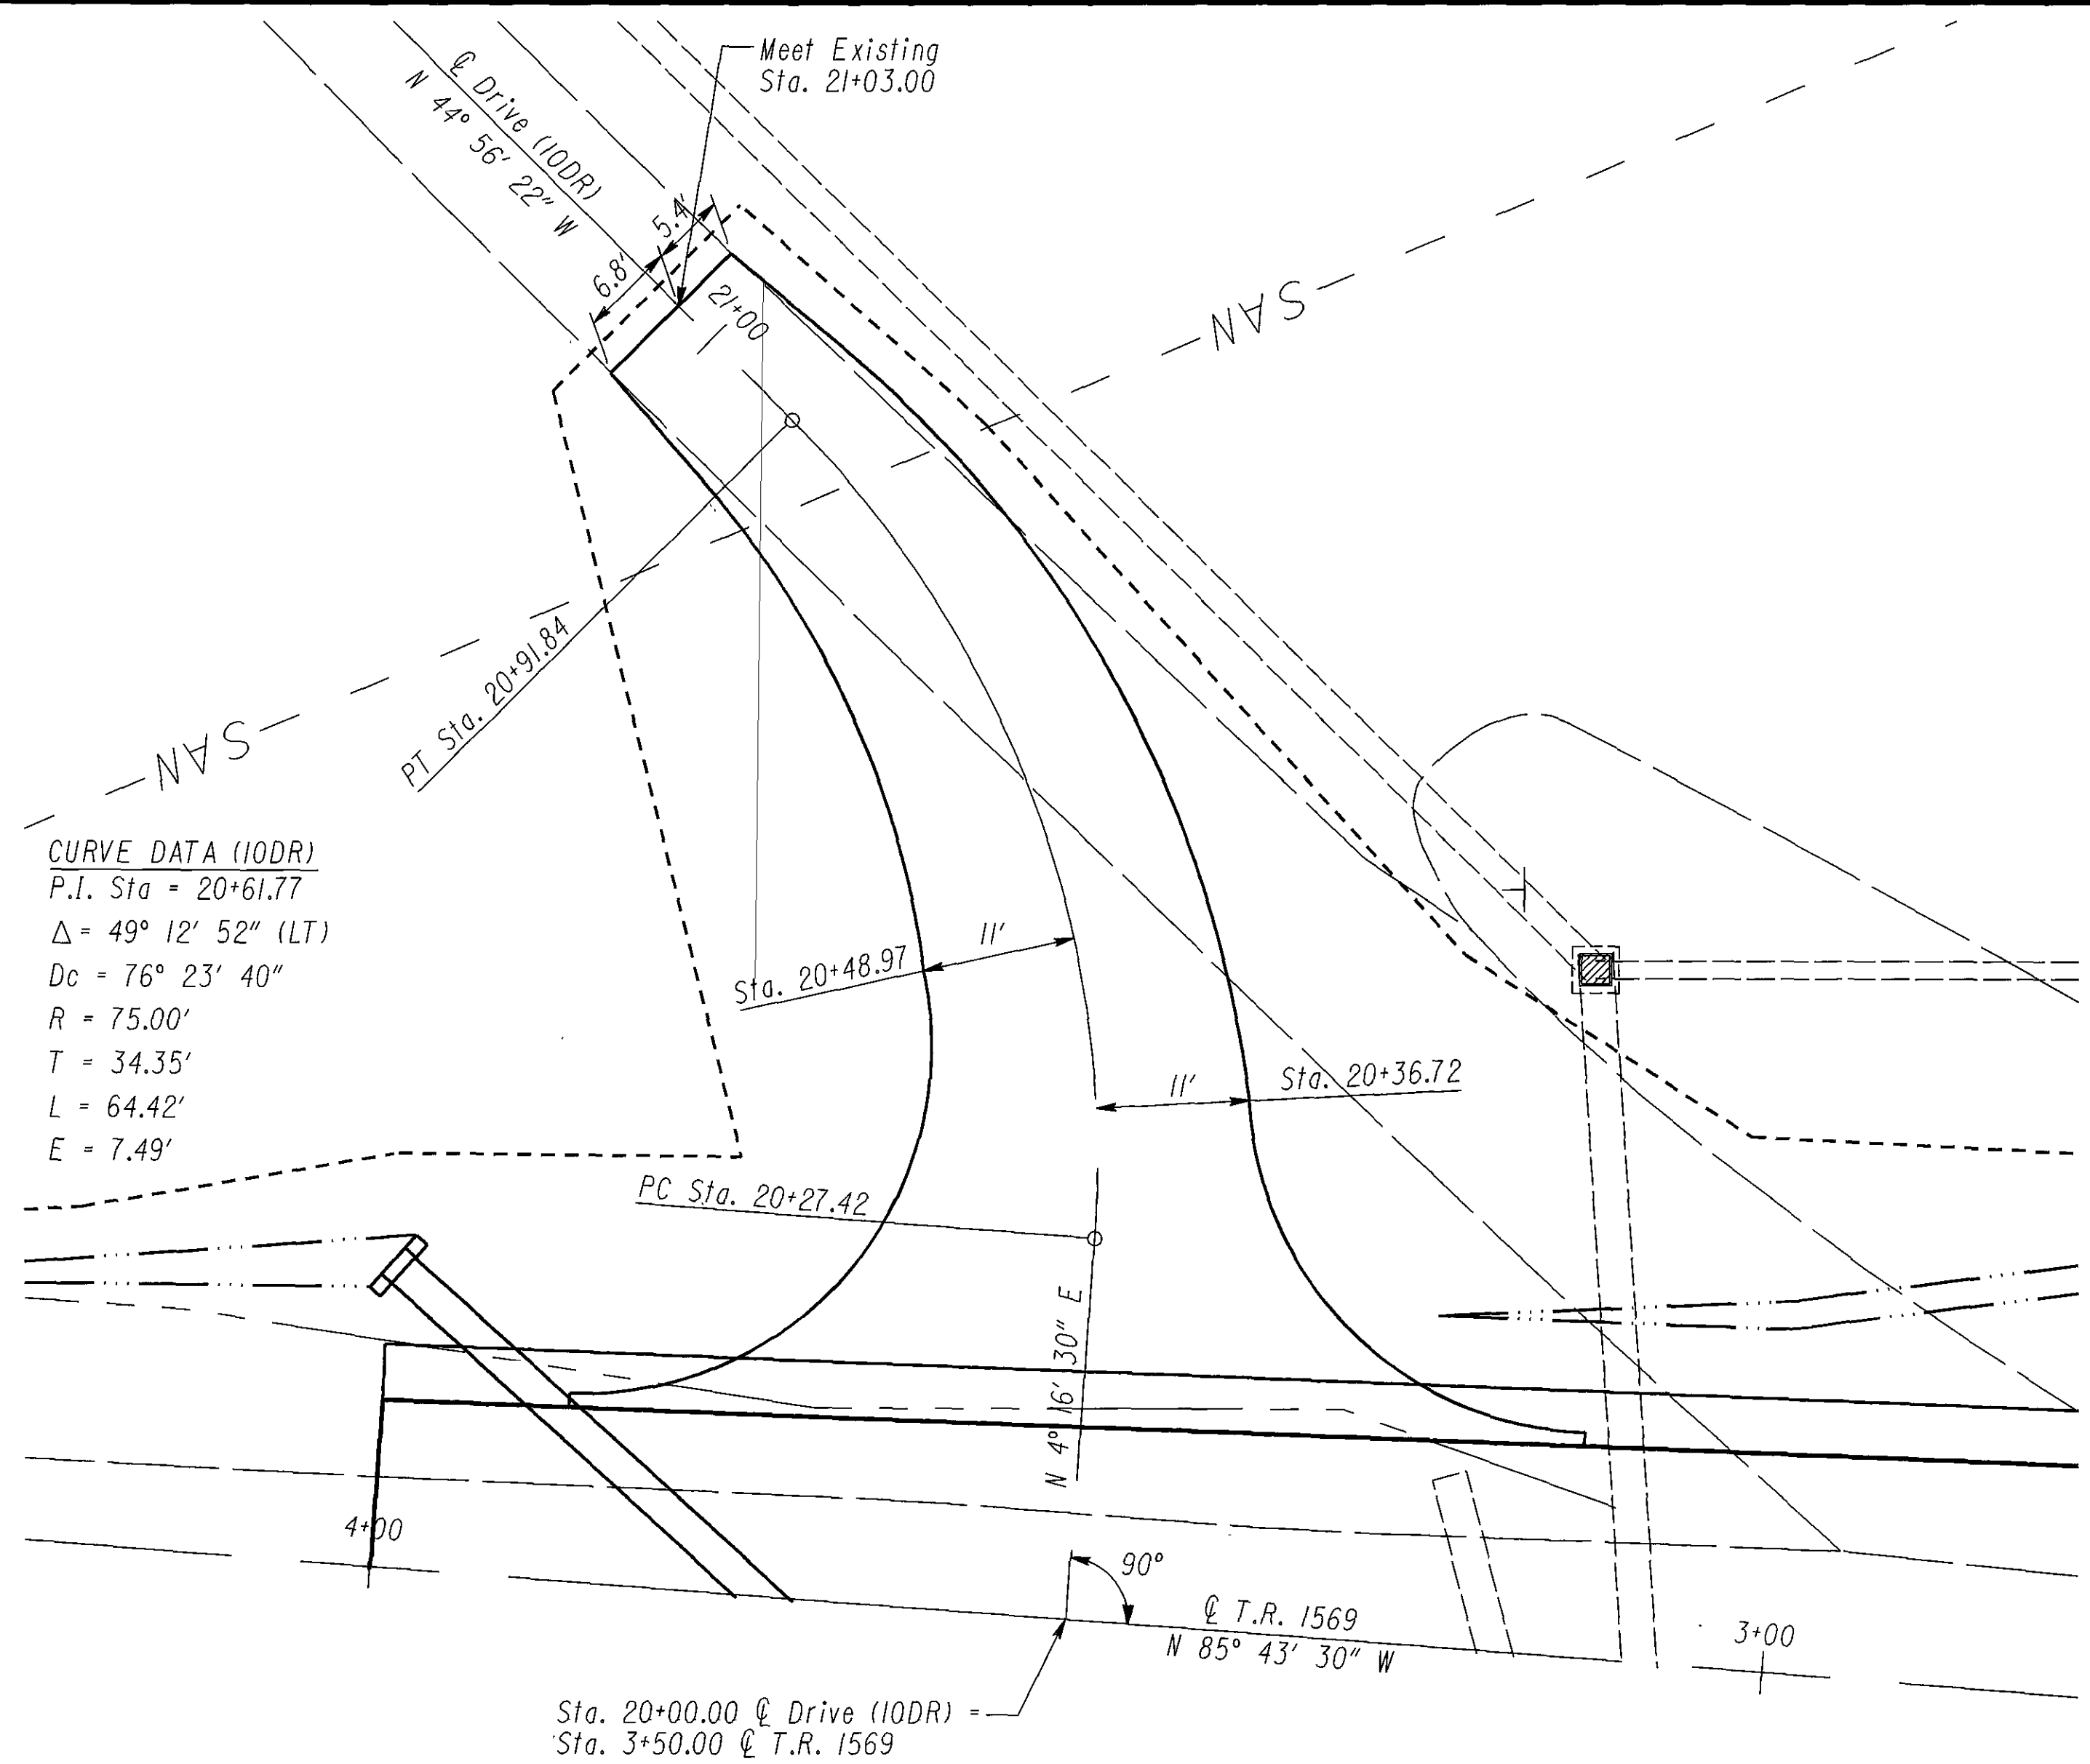 Meet Existing
Sta. 21+03.00
℄ Drive (10DR)
N 44° 56' 22" W
5.4'
6.8'
21+00
SAN
PT Sta. 20+91.84
SAN
CURVE DATA (10DR)
P.I. Sta = 20+61.77
Δ = 49° 12' 52" (LT)
Dc = 76° 23' 40"
R = 75.00'
T = 34.35'
L = 64.42'
E = 7.49'
11'
Sta. 20+48.97
11'
Sta. 20+36.72
PC Sta. 20+27.42
N 4° 16' 30" E
4+00
90°
℄ T.R. 1569
N 85° 43' 30" W
3+00
Sta. 20+00.00 ℄ Drive (10DR) =
Sta. 3+50.00 ℄ T.R. 1569